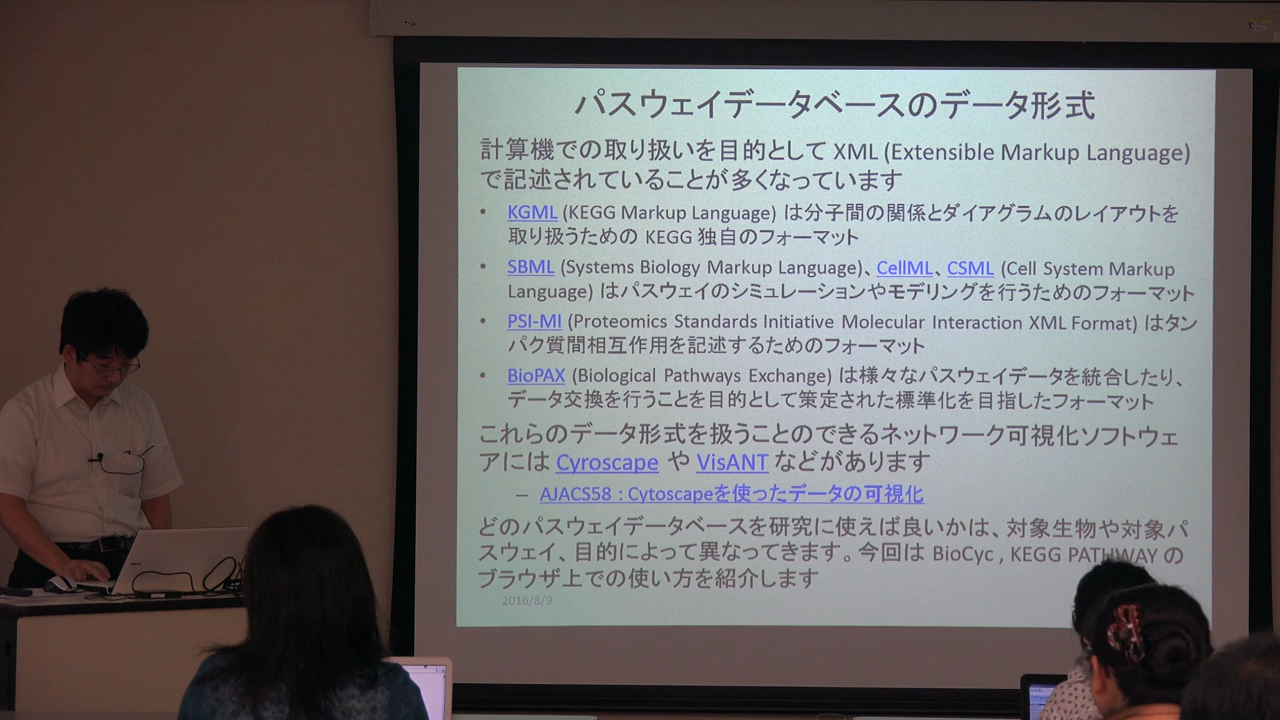 パスウェイデータベースのデータ形式
計算機での取り扱いを目的として XML (Extensible Markup Language)
で記述されていることが多くなっています
• KGML (KEGG Markup Language) は分子間の関係とダイアグラムのレイアウトを
取り扱うための KEGG 独自のフォーマット
• SBML (Systems Biology Markup Language)、CellML、CSML (Cell System Markup
Language) はパスウェイのシミュレーションやモデリングを行うためのフォーマット
• PSI-MI (Proteomics Standards Initiative Molecular Interaction XML Format) はタン
パク質間相互作用を記述するためのフォーマット
• BioPAX (Biological Pathways Exchange) は様々なパスウェイデータを統合したり、
データ交換を行うことを目的として策定された標準化を目指したフォーマット
これらのデータ形式を扱うことのできるネットワーク可視化ソフトウェ
アには Cyroscape や VisANT などがあります
– AJACS58 : Cytoscapeを使ったデータの可視化
どのパスウェイデータベースを研究に使えば良いかは、対象生物や対象パ
スウェイ、目的によって異なってきます。今回は BioCyc , KEGG PATHWAY の
ブラウザ上での使い方を紹介します
2016/8/9